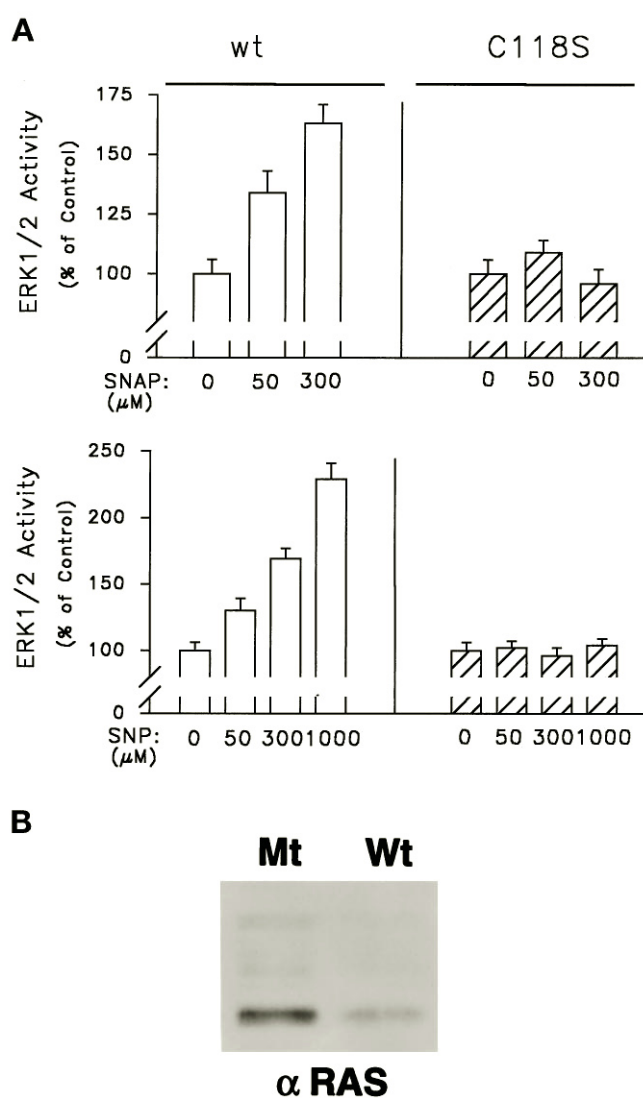 A
wt C118S
ERK1/2 Activity
(% of Control)
175
150
125
100
0
SNAP: 0 50 300 0 50 300
(μM)
ERK1/2 Activity
(% of Control)
250
200
150
100
0
SNP: 0 50 300 1000 0 50 300 1000
(μM)
B
Mt Wt
α RAS